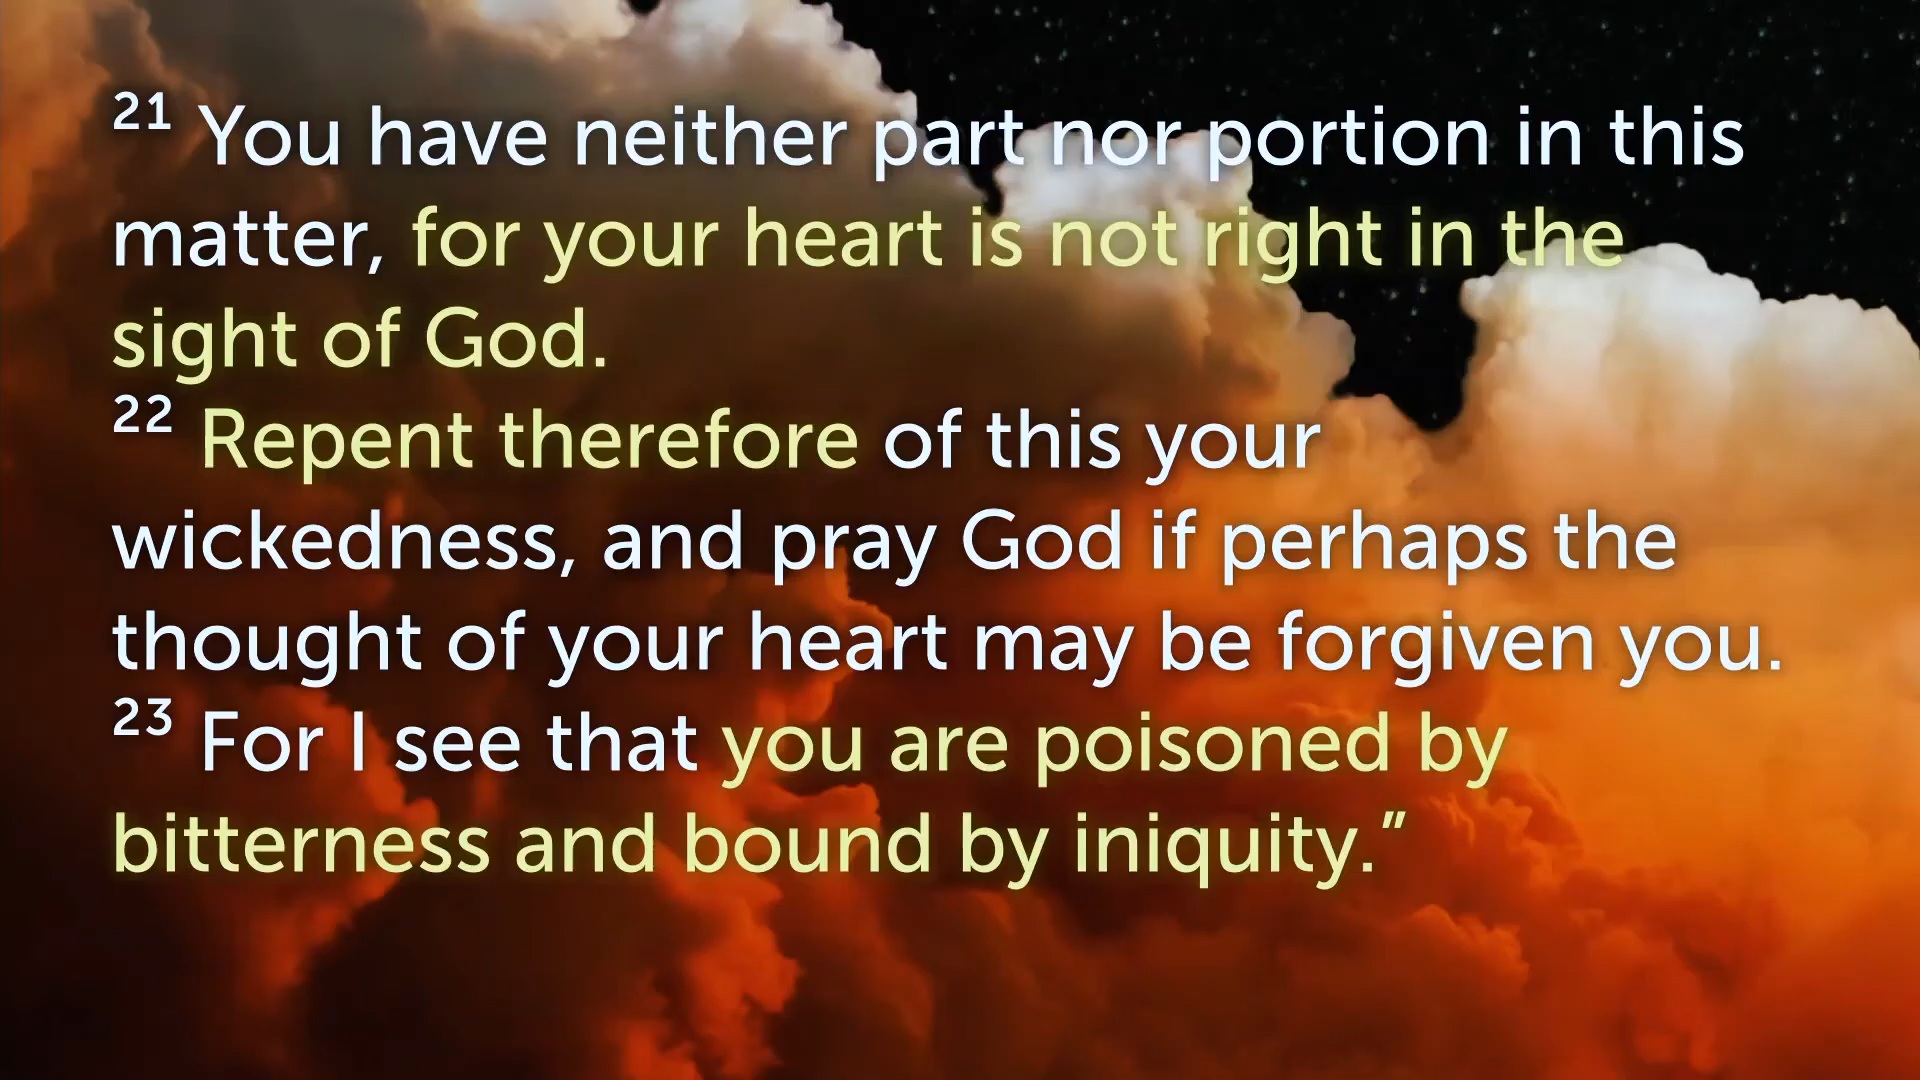 21 You have neither part nor portion in this
matter, for your heart is not right in the
sight of God.
22 Repent therefore of this your
wickedness, and pray God if perhaps the
thought of your heart may be forgiven you.
23 For I see that you are poisoned by
bitterness and bound by iniquity.”